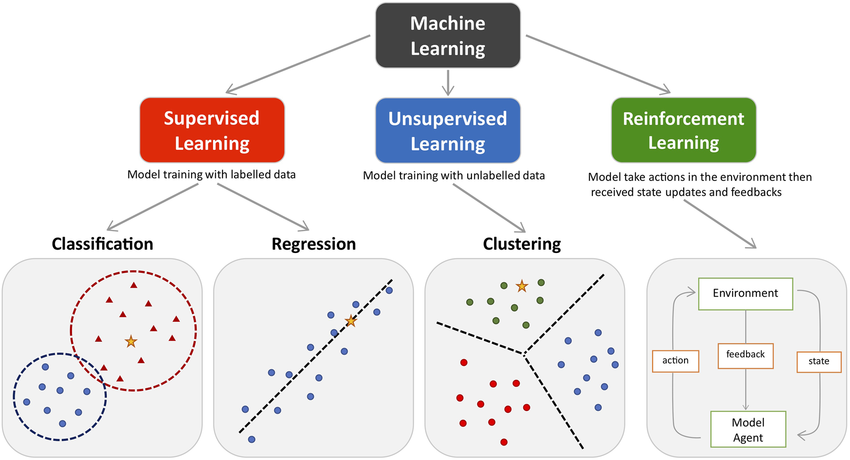 Machine
Learning
Supervised
Learning
Unsupervised
Learning
Reinforcement
Learning
Model training with labelled data
Model training with unlabelled data
Model take actions in the environment then
received state updates and feedbacks
Classification
Regression
Clustering
Environment
action
feedback
state
Model
Agent